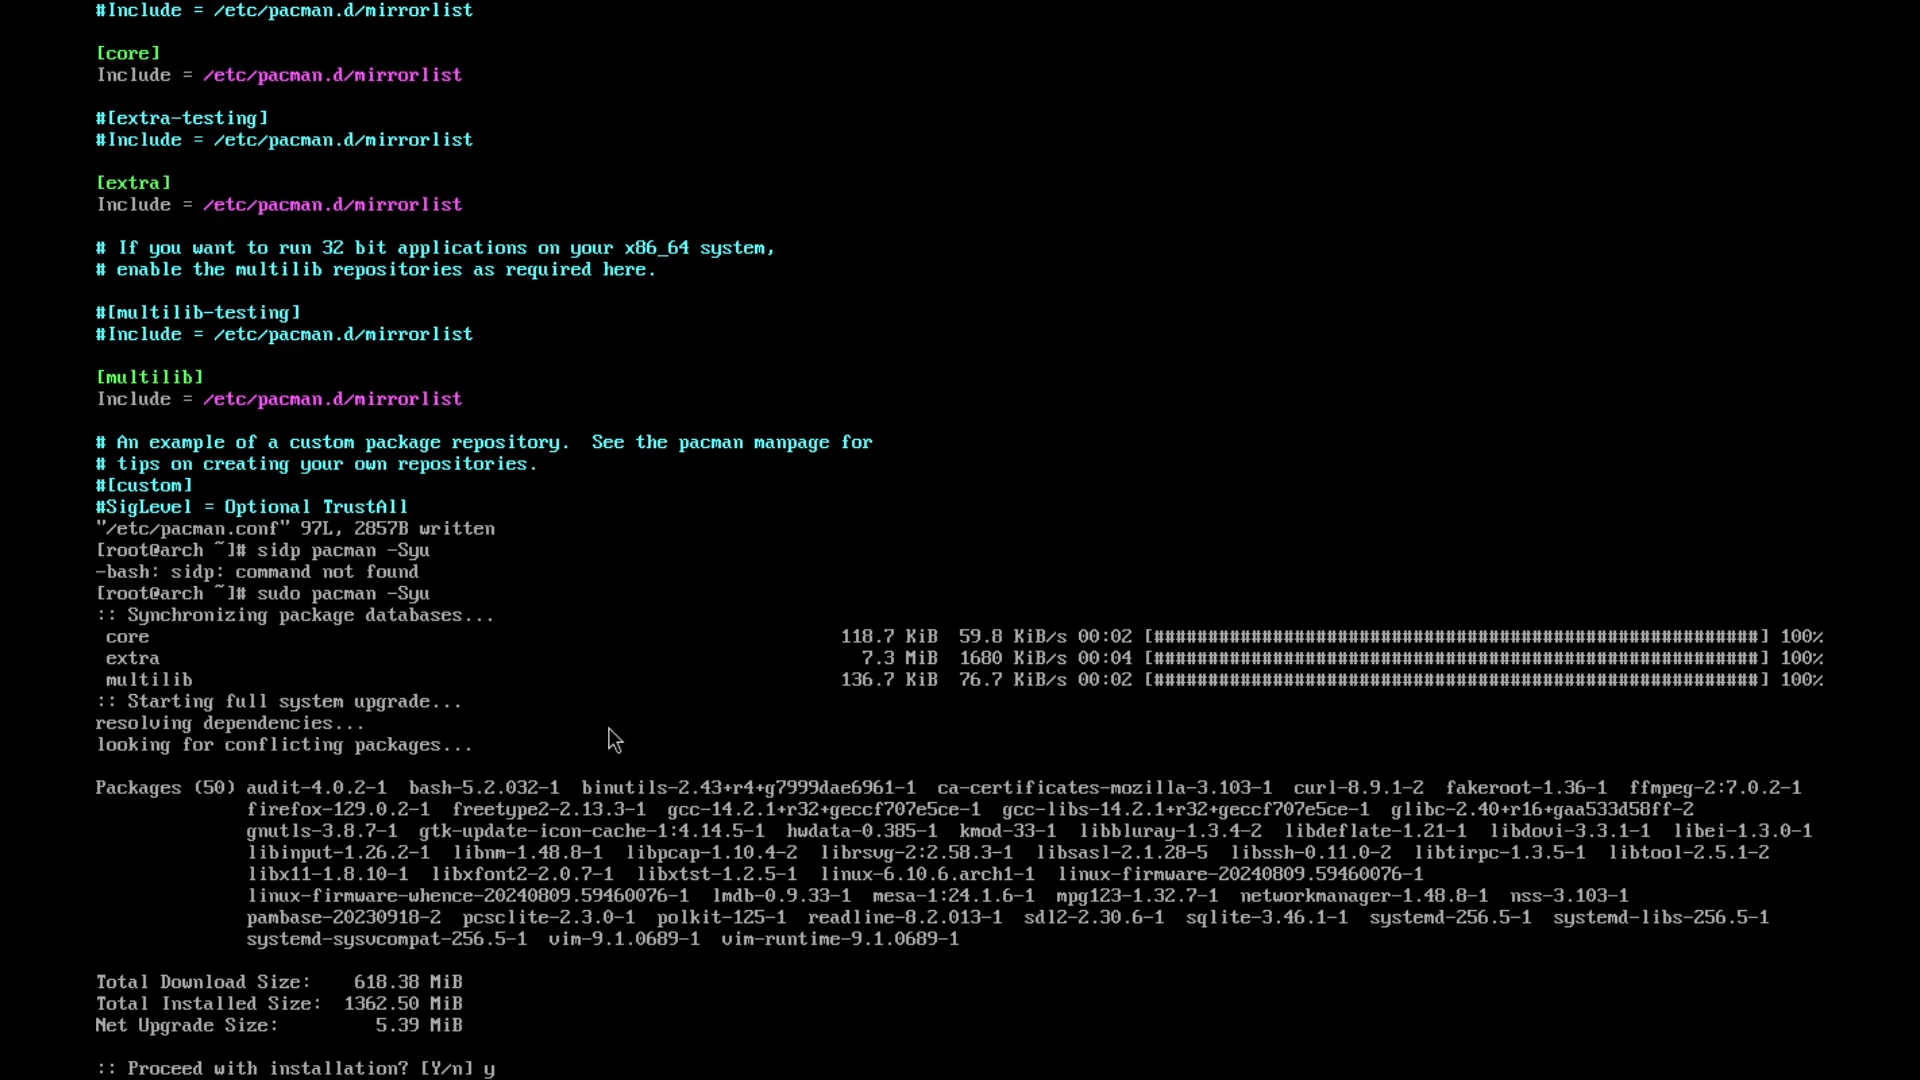 #Include = /etc/pacman.d/mirrorlist
[core]
Include = /etc/pacman.d/mirrorlist
#[extra-testing]
#Include = /etc/pacman.d/mirrorlist
[extra]
Include = /etc/pacman.d/mirrorlist
# If you want to run 32 bit applications on your x86_64 system,
# enable the multilib repositories as required here.
#[multilib-testing]
#Include = /etc/pacman.d/mirrorlist
[multilib]
Include = /etc/pacman.d/mirrorlist
# An example of a custom package repository.  See the pacman manpage for
# tips on creating your own repositories.
#[custom]
#SigLevel = Optional TrustAll
"/etc/pacman.conf" 97L, 2857B written
[root@arch ~]# sidp pacman -Syu
-bash: sidp: command not found
[root@arch ~]# sudo pacman -Syu
:: Synchronizing package databases...
core 118.7 KiB 59.8 KiB/s 00:02 [########################################################] 100%
extra 7.3 MiB 1680 KiB/s 00:04 [########################################################] 100%
multilib 136.7 KiB 76.7 KiB/s 00:02 [########################################################] 100%
:: Starting full system upgrade...
resolving dependencies...
looking for conflicting packages...
Packages (50) audit-4.0.2-1  bash-5.2.032-1  binutils-2.43+r4+g7999dae6961-1  ca-certificates-mozilla-3.103-1  curl-8.9.1-2  fakeroot-1.36-1  ffmpeg-2:7.0.2-1
firefox-129.0.2-1  freetype2-2.13.3-1  gcc-14.2.1+r32+geccf707e5ce-1  gcc-libs-14.2.1+r32+geccf707e5ce-1  glibc-2.40+r16+gaa533d58ff-2
gnutls-3.8.7-1  gtk-update-icon-cache-1:4.14.5-1  hwdata-0.385-1  kmod-33-1  libbluray-1.3.4-2  libdeflate-1.21-1  libdovi-3.3.1-1  libei-1.3.0-1
libinput-1.26.2-1  libnm-1.48.8-1  libpcap-1.10.4-2  librsvg-2:2.58.3-1  libsasl-2.1.28-5  libssh-0.11.0-2  libtirpc-1.3.5-1  libtool-2.5.1-2
libx11-1.8.10-1  libxfont2-2.0.7-1  libxtst-1.2.5-1  linux-6.10.6.arch1-1  linux-firmware-20240809.59460076-1
linux-firmware-whence-20240809.59460076-1  lmdb-0.9.33-1  mesa-1:24.1.6-1  mpg123-1.32.7-1  networkmanager-1.48.8-1  nss-3.103-1
pambase-20230918-2  pcsclite-2.3.0-1  polkit-125-1  readline-8.2.013-1  sdl2-2.30.6-1  sqlite-3.46.1-1  systemd-256.5-1  systemd-libs-256.5-1
systemd-sysvcompat-256.5-1  vim-9.1.0689-1  vim-runtime-9.1.0689-1
Total Download Size:    618.38 MiB
Total Installed Size:  1362.50 MiB
Net Upgrade Size:         5.39 MiB
:: Proceed with installation? [Y/n] y